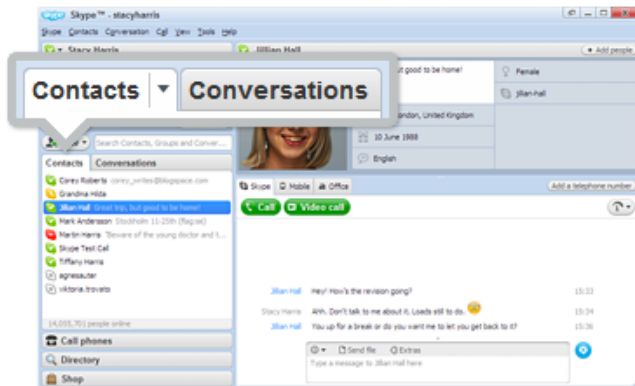 Skype™ - stacyharris
Skype Contacts Conversation Call View Tools Help
Stacy Harris
Jillian Hall
Add people
Contacts Conversations
but good to be home!
Female
jillian-hall
London, United Kingdom
10 June 1988
English
Search Contacts, Groups and Conver...
Contacts Conversations
Corey Roberts corey_writes@blogspace.com
Grandma Hilda
Jillian Hall Great trip, but good to be home!
Mark Andersson Stockholm 11-25th
Martin Harris "Beware of the young doctor and t...
Skype Test Call
Tiffany Harris
agnesauter
viktoria.trovato
14,055,701 people online
Call phones
Directory
Shop
Skype Mobile Office
Add a telephone number
Call Video call
Jillian Hall Hey! How's the revision going? 15:33
Stacy Harris Ahh. Don't talk to me about it. Loads still to do. 15:34
Jillian Hall You up for a break or do you want me to let you get back to it? 15:36
Send file Extras
Type a message to Jillian Hall here